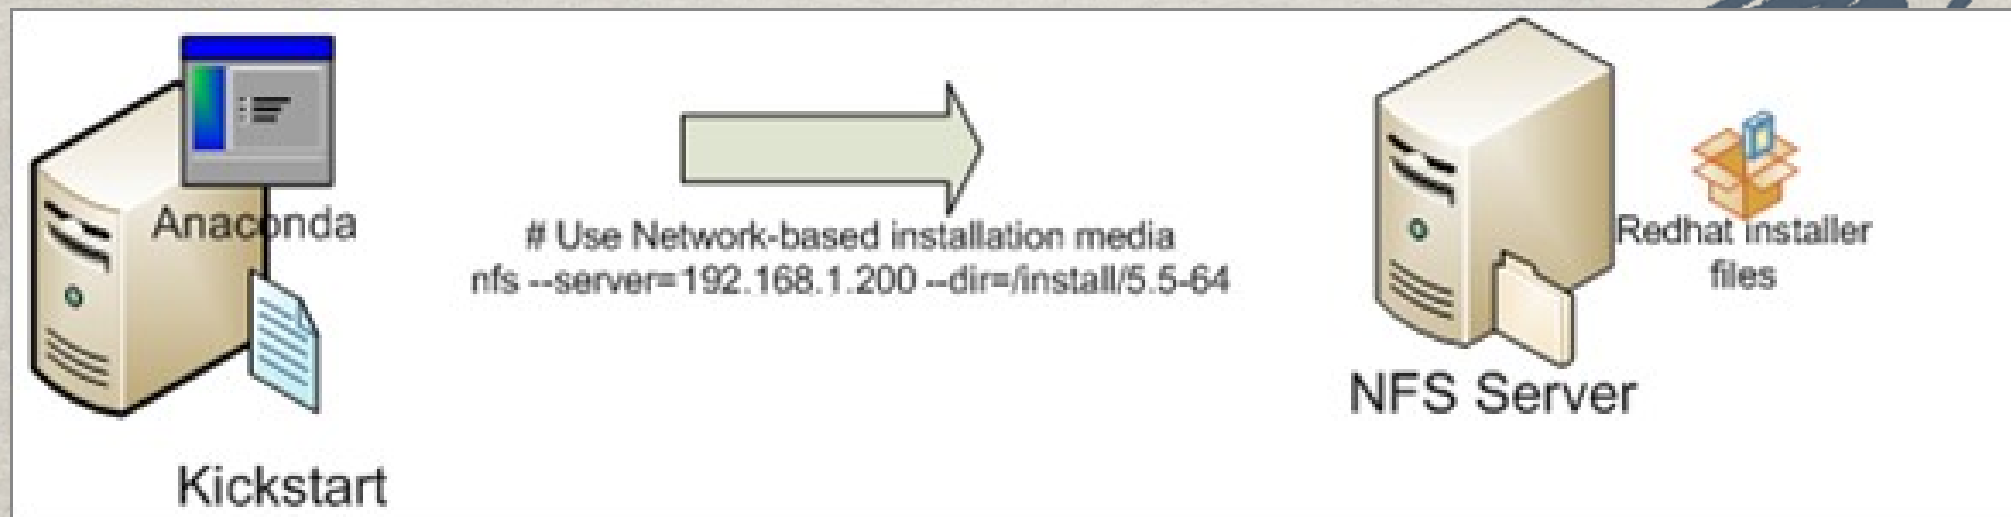 Anaconda
# Use Network-based installation media
nfs --server=192.168.1.200 --dir=/install/5.5-64
Redhat installer
files
NFS Server
Kickstart